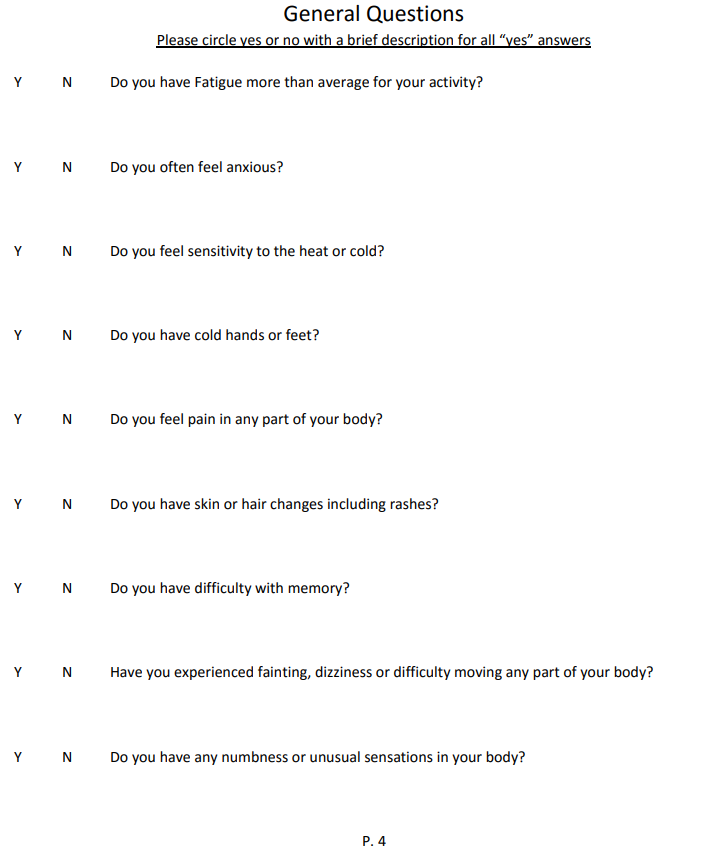 General Questions
Please circle yes or no with a brief description for all “yes” answers
Y N Do you have Fatigue more than average for your activity?
Y N Do you often feel anxious?
Y N Do you feel sensitivity to the heat or cold?
Y N Do you have cold hands or feet?
Y N Do you feel pain in any part of your body?
Y N Do you have skin or hair changes including rashes?
Y N Do you have difficulty with memory?
Y N Have you experienced fainting, dizziness or difficulty moving any part of your body?
Y N Do you have any numbness or unusual sensations in your body?
P. 4